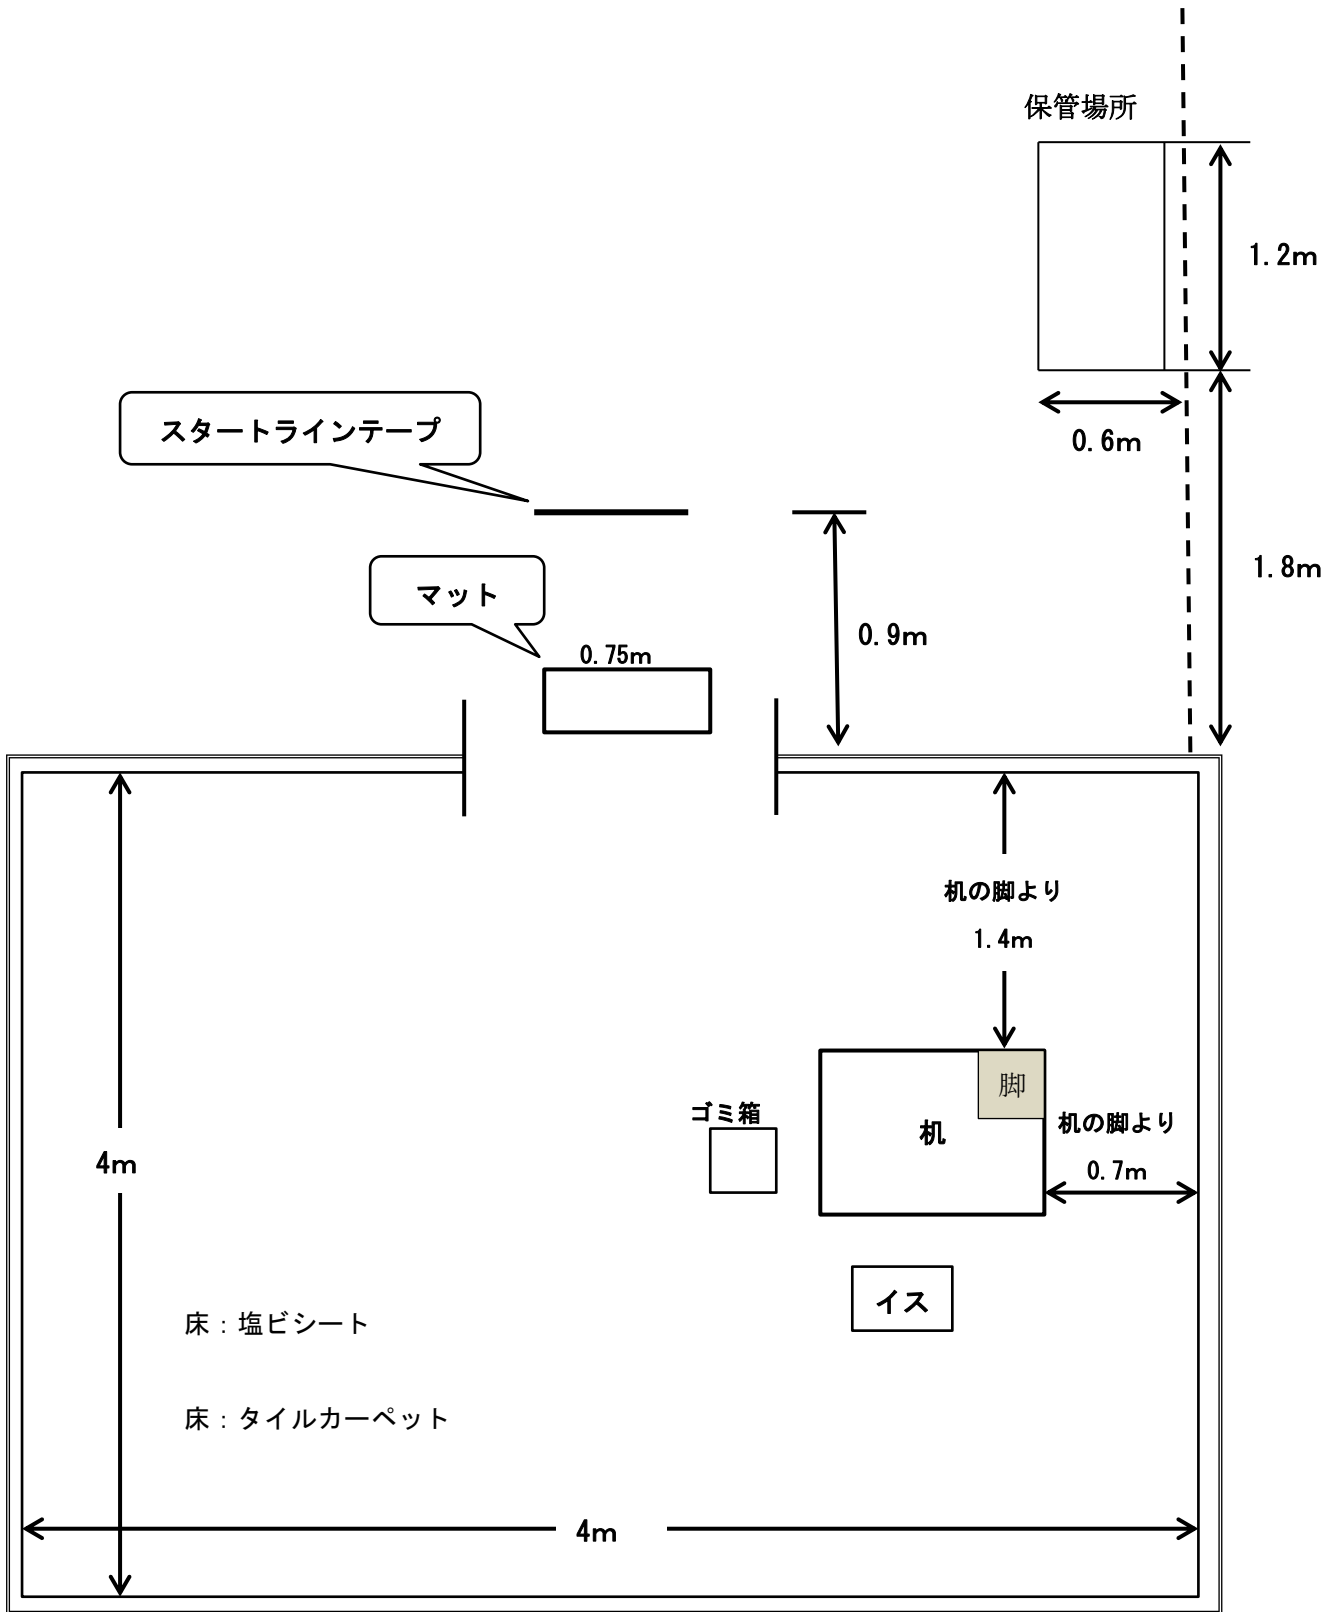 保管場所
1.2m
0.6m
スタートラインテープ
1.8m
マット
0.9m
0.75m
机の脚より
1.4m
脚
ゴミ箱
机
机の脚より
0.7m
4m
イス
床：塩ビシート
床：タイルカーペット
4m